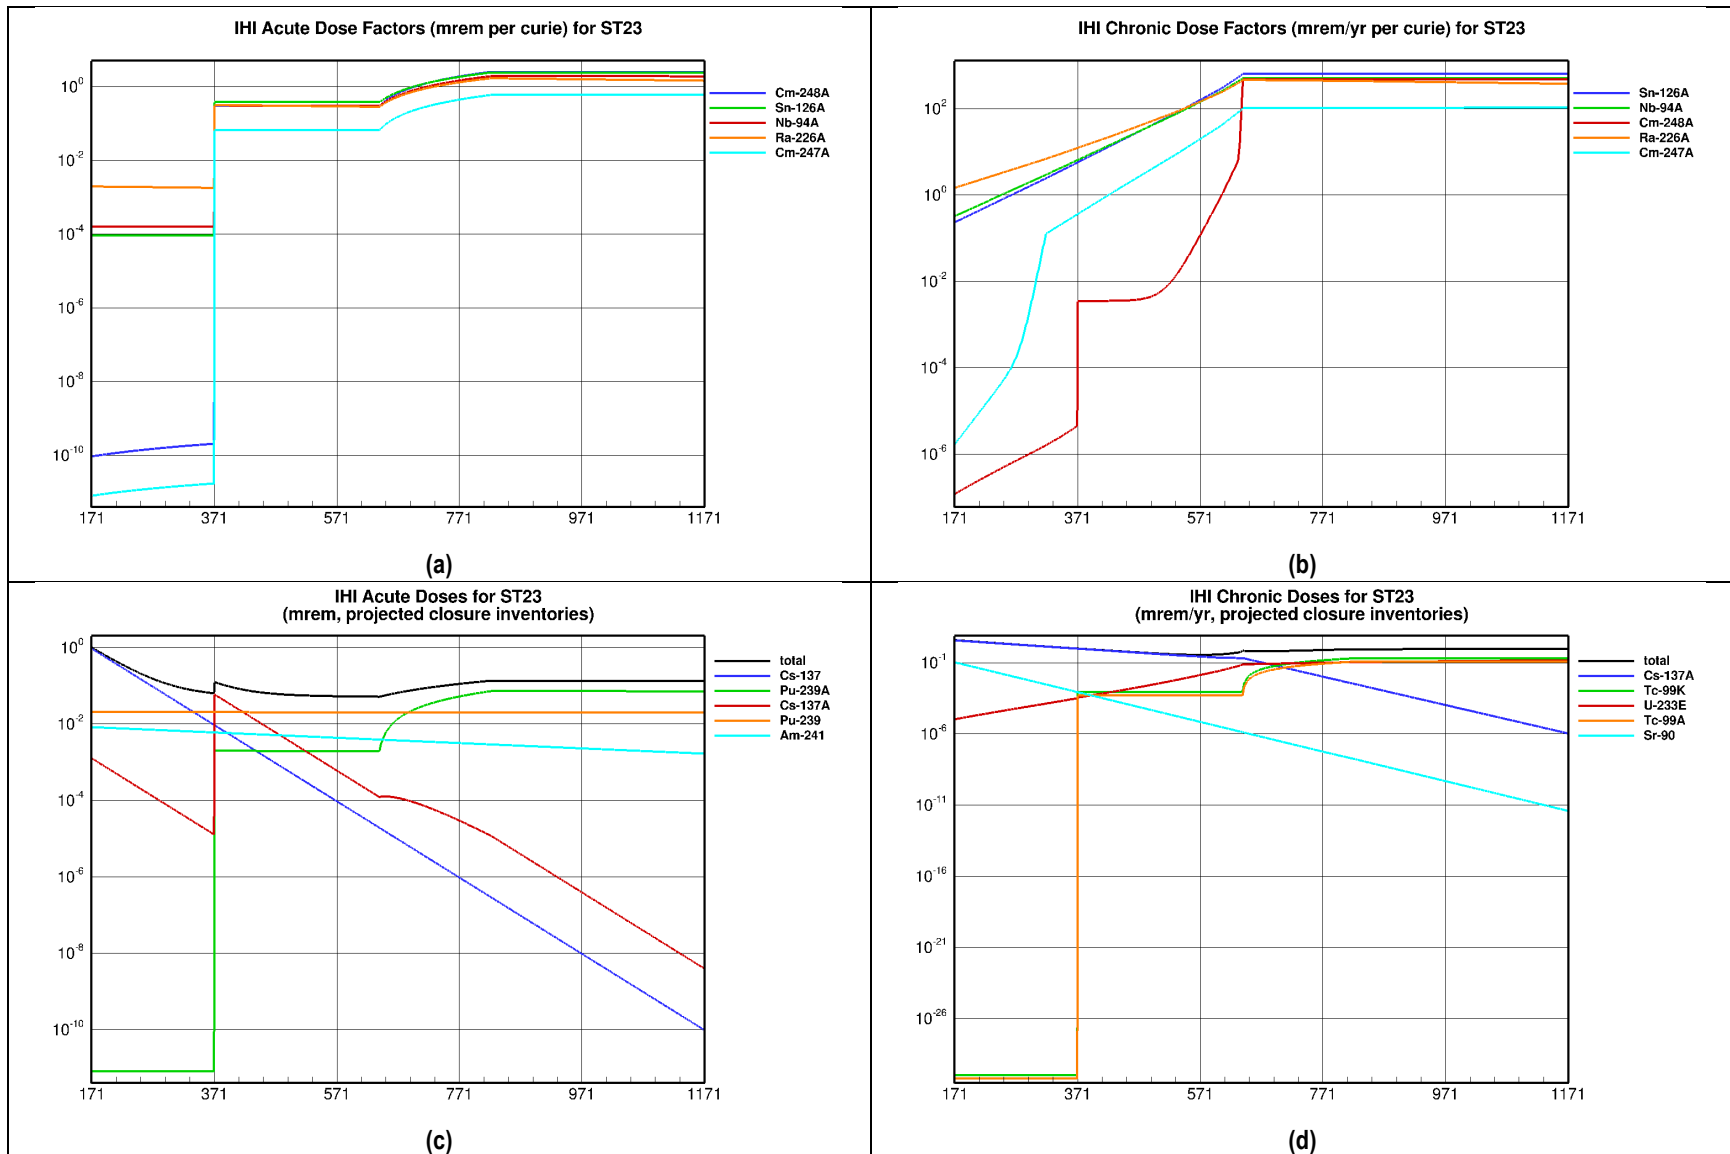 IHI Acute Dose Factors (mrem per curie) for ST23
10^0
10^-2
10^-4
10^-6
10^-8
10^-10
171 371 571 771 971 1171
Cm-248A
Sn-126A
Nb-94A
Ra-226A
Cm-247A
(a)
IHI Chronic Dose Factors (mrem/yr per curie) for ST23
10^2
10^0
10^-2
10^-4
10^-6
171 371 571 771 971 1171
Sn-126A
Nb-94A
Cm-248A
Ra-226A
Cm-247A
(b)
IHI Acute Doses for ST23
(mrem, projected closure inventories)
10^0
10^-2
10^-4
10^-6
10^-8
10^-10
171 371 571 771 971 1171
total
Cs-137
Pu-239A
Cs-137A
Pu-239
Am-241
(c)
IHI Chronic Doses for ST23
(mrem/yr, projected closure inventories)
10^-1
10^-6
10^-11
10^-16
10^-21
10^-26
171 371 571 771 971 1171
total
Cs-137A
Tc-99K
U-233E
Tc-99A
Sr-90
(d)